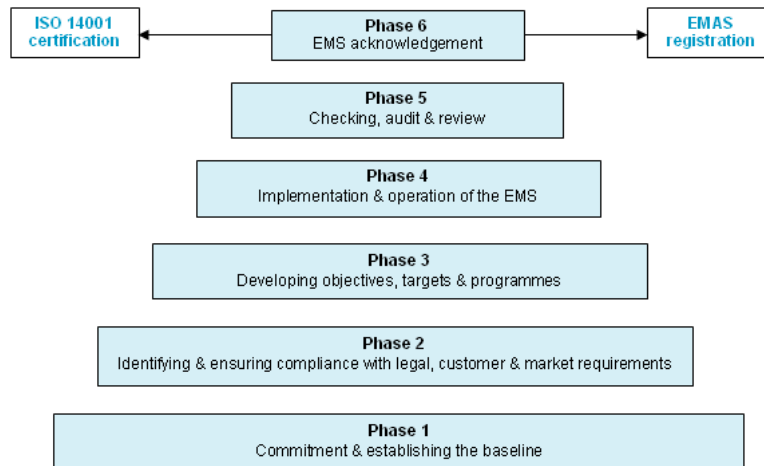 ISO 14001
certification
Phase 6
EMS acknowledgement
EMAS
registration
Phase 5
Checking, audit & review
Phase 4
Implementation & operation of the EMS
Phase 3
Developing objectives, targets & programmes
Phase 2
Identifying & ensuring compliance with legal, customer & market requirements
Phase 1
Commitment & establishing the baseline